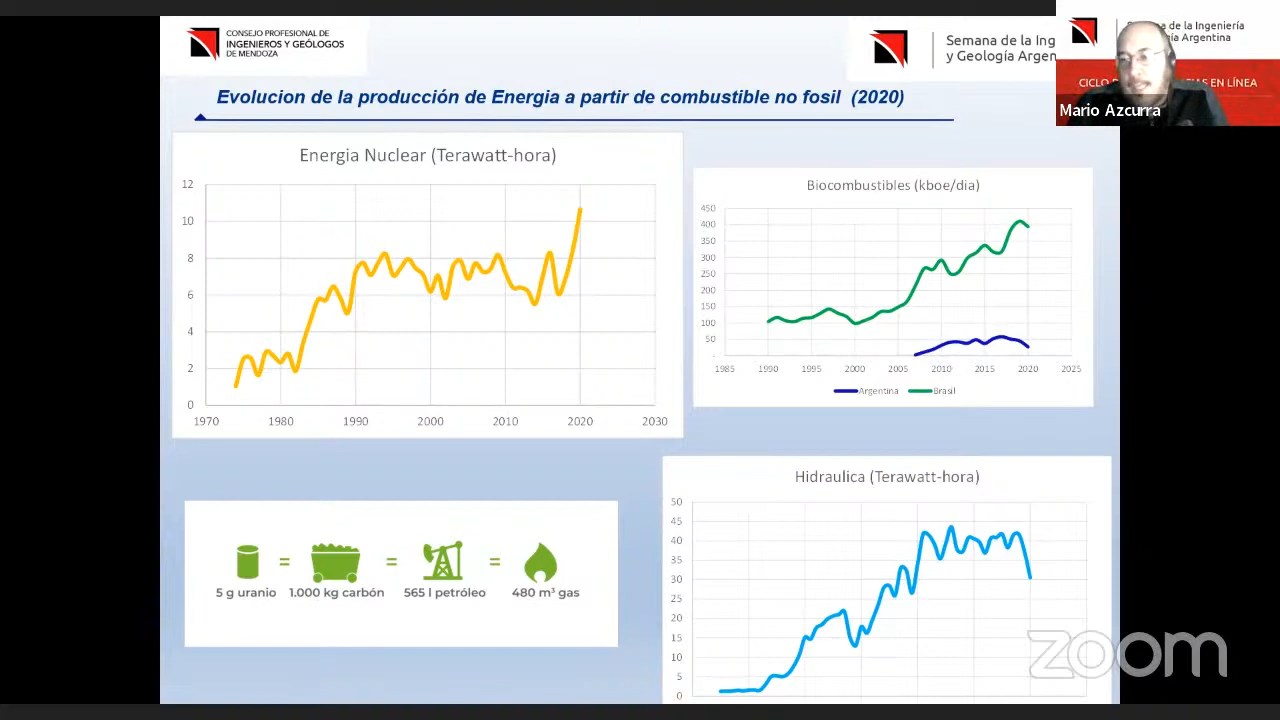 CONSEJO PROFESIONAL DE
INGENIEROS Y GEÓLOGOS
DE MENDOZA
Semana de la Ing
y Geología Argen
de la Ingeniería
gía Argentina
CICLO
AS EN LÍNEA
Mario Azcurra
Evolucion de la producción de Energia a partir de combustible no fosil (2020)
Energia Nuclear (Terawatt-hora)
12
10
8
6
4
2
0
1970 1980 1990 2000 2010 2020 2030
Biocombustibles (kboe/dia)
450
400
350
300
250
200
150
100
50
-
1985 1990 1995 2000 2005 2010 2015 2020 2025
Argentina Brasil
5 g uranio = 1.000 kg carbón = 565 l petróleo = 480 m³ gas
Hidraulica (Terawatt-hora)
50
45
40
35
30
25
20
15
10
5
0
zoom